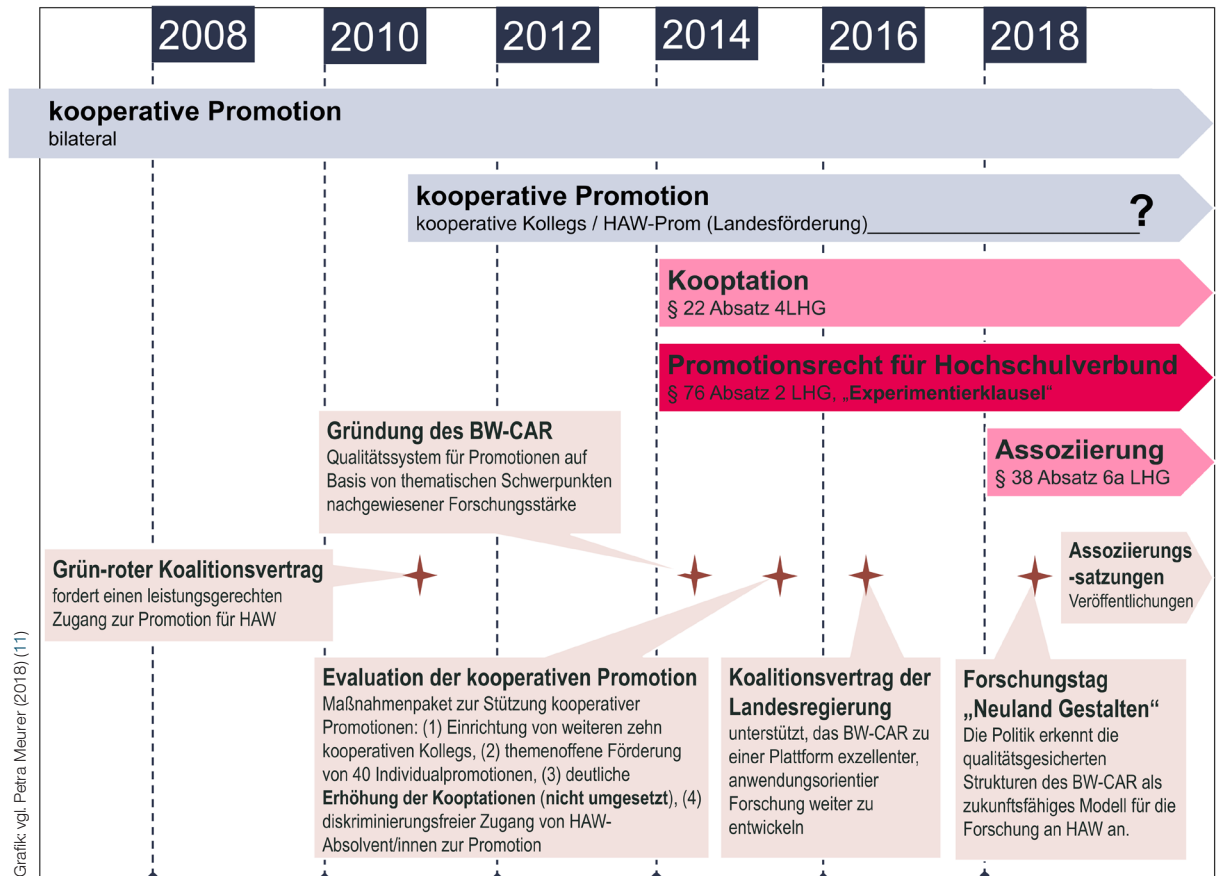 2008
2010
2012
2014
2016
2018
kooperative Promotion
bilateral
kooperative Promotion
kooperative Kollegs / HAW-Prom (Landesförderung)
?
Kooptation
§ 22 Absatz 4LHG
Promotionsrecht für Hochschulverbund
§ 76 Absatz 2 LHG, „Experimentierklausel“
Gründung des BW-CAR
Qualitätssystem für Promotionen auf
Basis von thematischen Schwerpunkten
nachgewiesener Forschungsstärke
Assoziierung
§ 38 Absatz 6a LHG
Grün-roter Koalitionsvertrag
fordert einen leistungsgerechten
Zugang zur Promotion für HAW
Assoziierungs
-satzungen
Veröffentlichungen
Evaluation der kooperativen Promotion
Maßnahmenpaket zur Stützung kooperativer
Promotionen: (1) Einrichtung von weiteren zehn
kooperativen Kollegs, (2) themenoffene Förderung
von 40 Individualpromotionen, (3) deutliche
Erhöhung der Kooptationen (nicht umgesetzt), (4)
diskriminierungsfreier Zugang von HAW-
Absolvent/innen zur Promotion
Koalitionsvertrag der
Landesregierung
unterstützt, das BW-CAR zu
einer Plattform exzellenter,
anwendungsorientier
Forschung weiter zu
entwickeln
Forschungstag
„Neuland Gestalten“
Die Politik erkennt die
qualitätsgesicherten
Strukturen des BW-CAR als
zukunftsfähiges Modell für die
Forschung an HAW an.
Grafik: vgl. Petra Meurer (2018) (11)